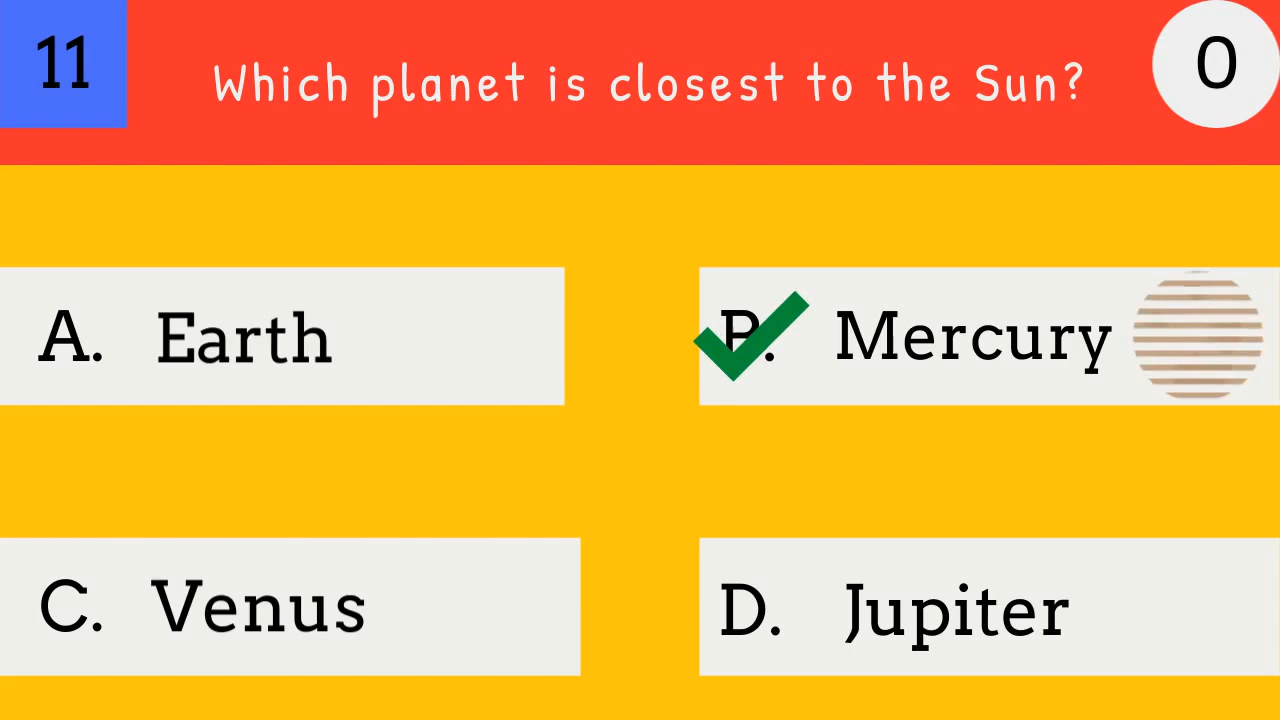 11
Which planet is closest to the Sun?
0
A. Earth
B. Mercury
C. Venus
D. Jupiter